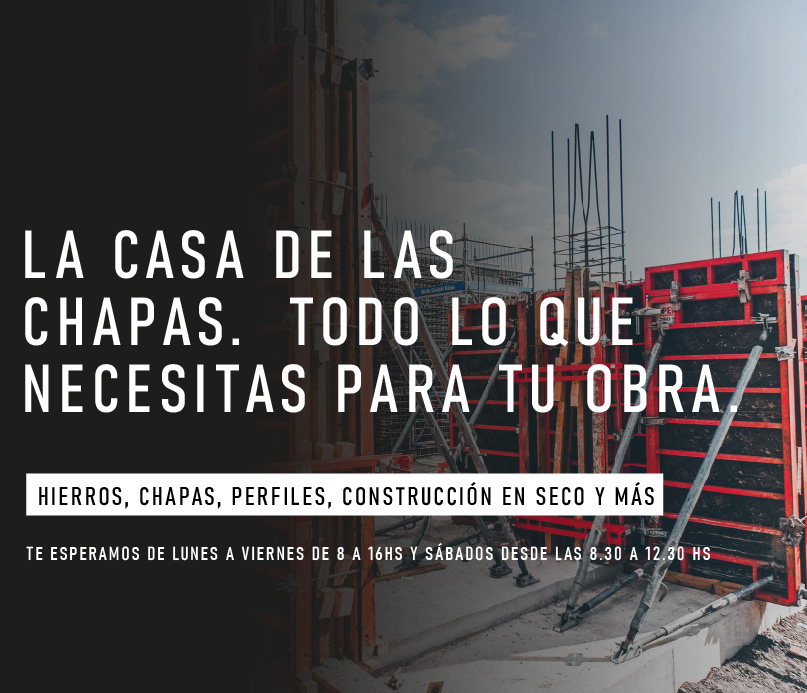 LA CASA DE LAS
CHAPAS. TODO LO QUE
NECESITAS PARA TU OBRA.
HIERROS, CHAPAS, PERFILES, CONSTRUCCIÓN EN SECO Y MÁS
TE ESPERAMOS DE LUNES A VIERNES DE 8 A 16HS Y SÁBADOS DESDE LAS 8.30 A 12.30 HS